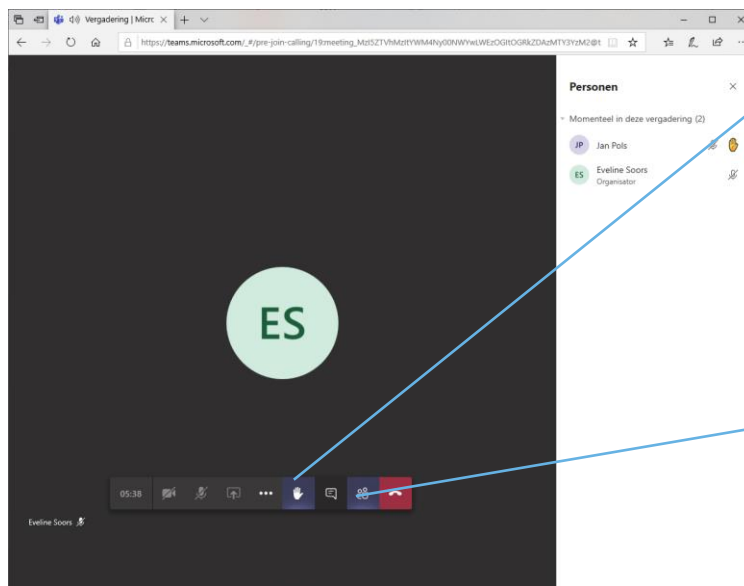 Vergadering | Micrc
https://teams.microsoft.com/_#/pre-join-calling/19:meeting_MzI5ZTVhMzItYWM4Ny00NWYwLWEzOGItOGRkZDAzMTY3YzM2@t
Personen
Momenteel in deze vergadering (2)
JP Jan Pols
ES Eveline Soors
Organisator
ES
05:38
Eveline Soors